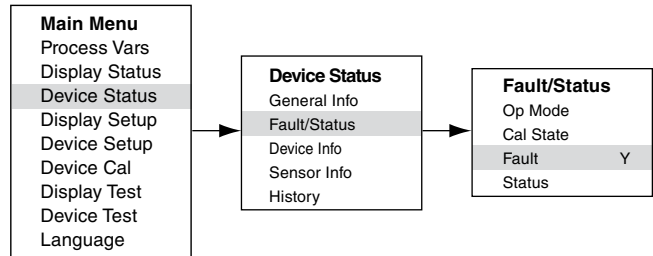 Main Menu
Process Vars
Display Status
Device Status
Display Setup
Device Setup
Device Cal
Display Test
Device Test
Language
Device Status
General Info
Fault/Status
Device Info
Sensor Info
History
Fault/Status
Op Mode
Cal State
Fault Y
Status